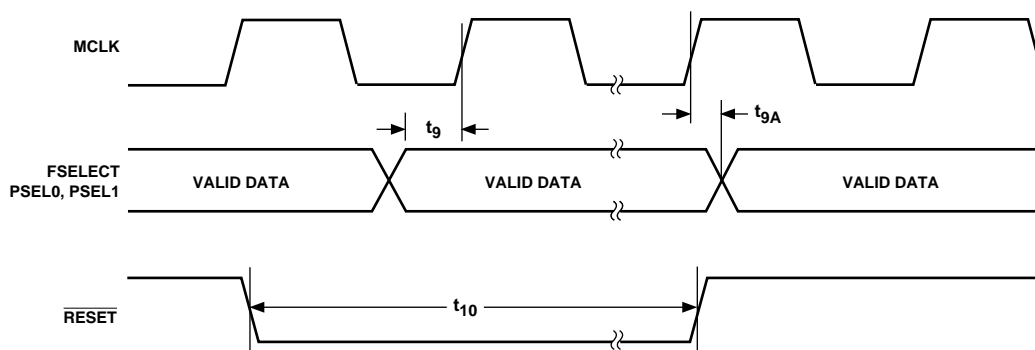 MCLK
t9
t9A
FSELECT
PSEL0, PSEL1
VALID DATA
VALID DATA
VALID DATA
t10
RESET